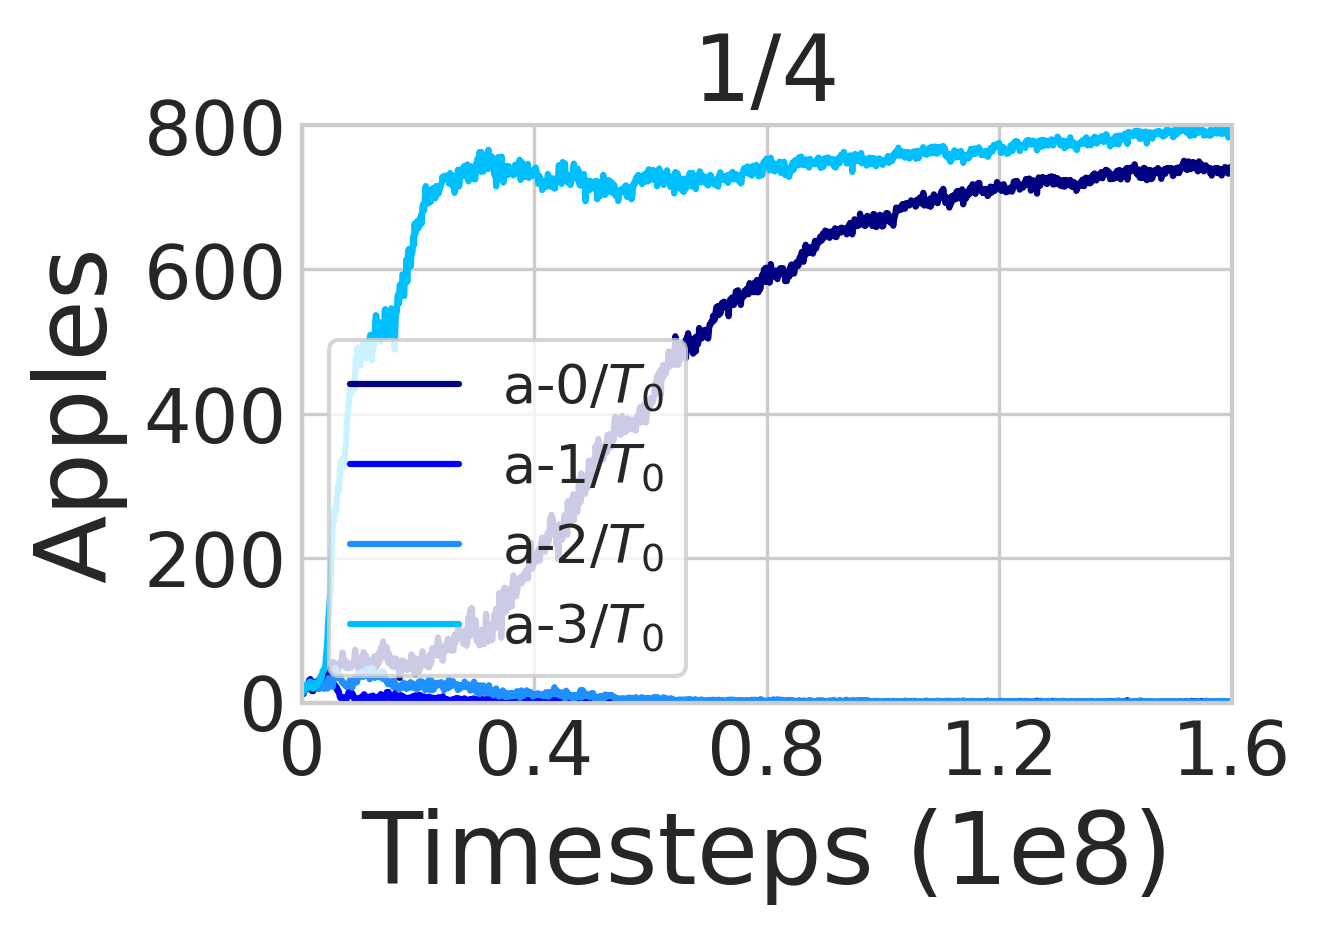 1/4
800
600
400
200
0
Apples
a-0/T₀
a-1/T₀
a-2/T₀
a-3/T₀
0 0.4 0.8 1.2 1.6
Timesteps (1e8)